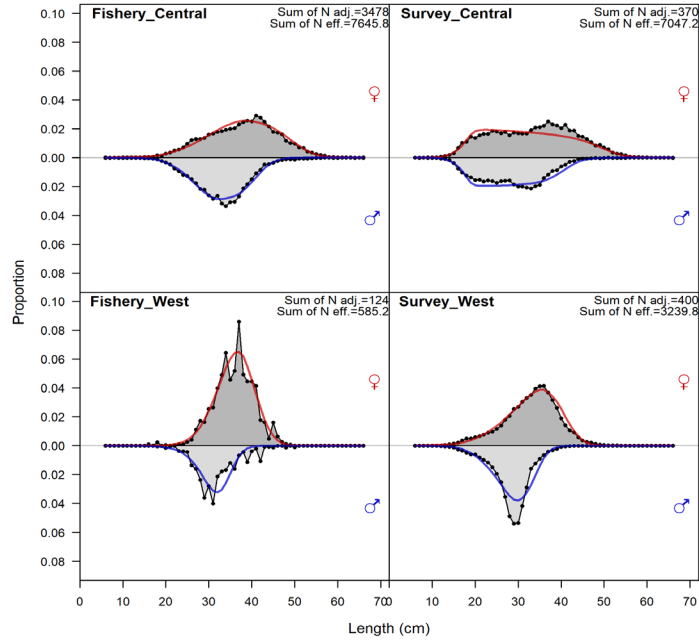 Fishery_Central
Sum of N adj.=3478
Sum of N eff.=7645.8
Survey_Central
Sum of N adj.=370
Sum of N eff.=7047.2
0.10
0.08
0.06
0.04
0.02
0.00
0.02
0.04
0.06
0.08
♀
♂
♀
♂
Fishery_West
Sum of N adj.=124
Sum of N eff.=585.2
Survey_West
Sum of N adj.=400
Sum of N eff.=3239.8
0.10
0.08
0.06
0.04
0.02
0.00
0.02
0.04
0.06
0.08
♀
♂
♀
♂
Proportion
0 10 20 30 40 50 60 70
0 10 20 30 40 50 60 70
Length (cm)